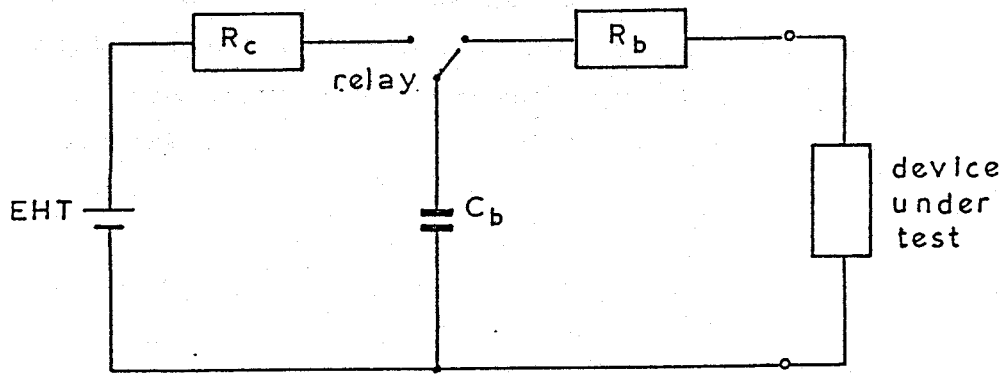 Rc
Rb
relay
EHT
Cb
device
under
test